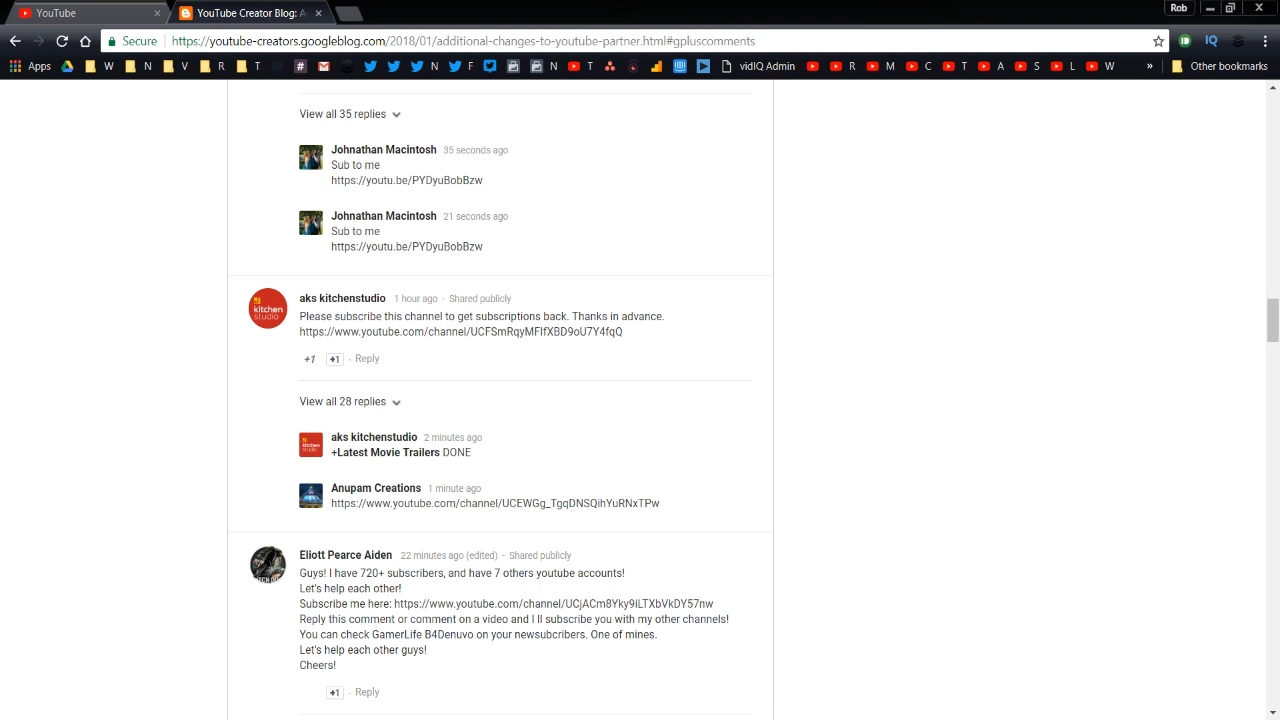 YouTube
YouTube Creator Blog: A
Rob
Secure
https://youtube-creators.googleblog.com/2018/01/additional-changes-to-youtube-partner.html#gpluscomments
IQ
Apps W N V R T N F N T vidIQ Admin R M C T A S L W » Other bookmarks
View all 35 replies
Johnathan Macintosh 35 seconds ago
Sub to me
https://youtu.be/PYDyuBobBzw
Johnathan Macintosh 21 seconds ago
Sub to me
https://youtu.be/PYDyuBobBzw
kitchen
studio
aks kitchenstudio 1 hour ago · Shared publicly
Please subscribe this channel to get subscriptions back. Thanks in advance.
https://www.youtube.com/channel/UCFSmRqyMFIfXBD9oU7Y4fqQ
+1 +1 · Reply
View all 28 replies
aks kitchenstudio 2 minutes ago
+Latest Movie Trailers DONE
Anupam Creations 1 minute ago
https://www.youtube.com/channel/UCEWGg_TgqDNSQihYuRNxTPw
Eliott Pearce Aiden 22 minutes ago (edited) · Shared publicly
Guys! I have 720+ subscribers, and have 7 others youtube accounts!
Let's help each other!
Subscribe me here: https://www.youtube.com/channel/UCjACm8Yky9iLTXbVkDY57nw
Reply this comment or comment on a video and I ll subscribe you with my other channels!
You can check GamerLife B4Denuvo on your newsubcribers. One of mines.
Let's help each other guys!
Cheers!
+1 · Reply